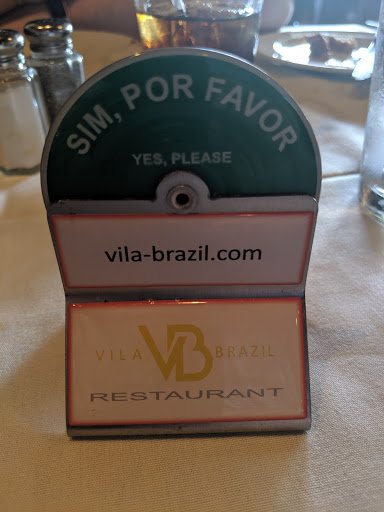 SIM, POR FAVOR
YES, PLEASE
vila-brazil.com
VILA VB BRAZIL
RESTAURANT